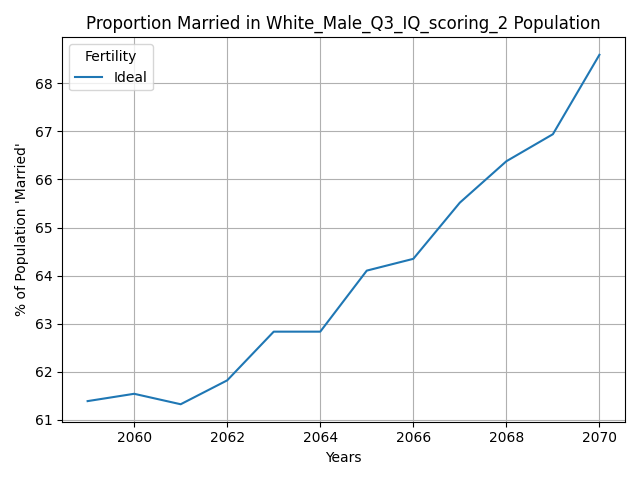 Proportion Married in White_Male_Q3_IQ_scoring_2 Population
Fertility
Ideal
% of Population 'Married'
68
67
66
65
64
63
62
61
2060 2062 2064 2066 2068 2070
Years